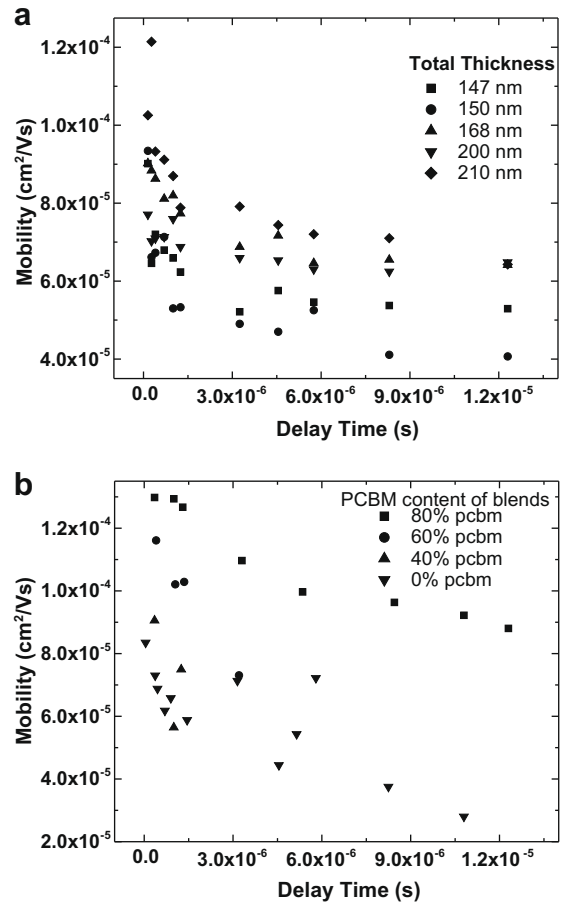 a
1.2x10⁻⁴
1.0x10⁻⁴
8.0x10⁻⁵
6.0x10⁻⁵
4.0x10⁻⁵
Mobility (cm²/Vs)
Total Thickness
147 nm
150 nm
168 nm
200 nm
210 nm
0.0
3.0x10⁻⁶
6.0x10⁻⁶
9.0x10⁻⁶
1.2x10⁻⁵
Delay Time (s)
b
1.2x10⁻⁴
1.0x10⁻⁴
8.0x10⁻⁵
6.0x10⁻⁵
4.0x10⁻⁵
2.0x10⁻⁵
Mobility (cm²/Vs)
PCBM content of blends
80% pcbm
60% pcbm
40% pcbm
0% pcbm
0.0
3.0x10⁻⁶
6.0x10⁻⁶
9.0x10⁻⁶
1.2x10⁻⁵
Delay Time (s)